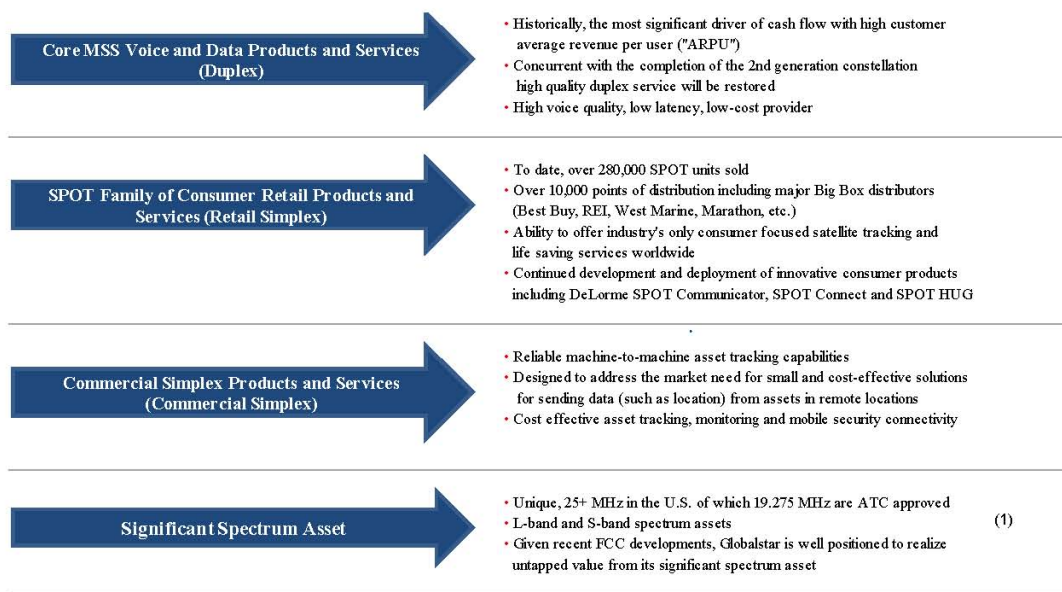 Core MSS Voice and Data Products and Services
(Duplex)
• Historically, the most significant driver of cash flow with high customer
average revenue per user ("ARPU")
• Concurrent with the completion of the 2nd generation constellation
high quality duplex service will be restored
• High voice quality, low latency, low-cost provider
SPOT Family of Consumer Retail Products and
Services (Retail Simplex)
• To date, over 280,000 SPOT units sold
• Over 10,000 points of distribution including major Big Box distributors
(Best Buy, REI, West Marine, Marathon, etc.)
• Ability to offer industry's only consumer focused satellite tracking and
life saving services worldwide
• Continued development and deployment of innovative consumer products
including DeLorme SPOT Communicator, SPOT Connect and SPOT HUG
Commercial Simplex Products and Services
(Commercial Simplex)
• Reliable machine-to-machine asset tracking capabilities
• Designed to address the market need for small and cost-effective solutions
for sending data (such as location) from assets in remote locations
• Cost effective asset tracking, monitoring and mobile security connectivity
Significant Spectrum Asset
• Unique, 25+ MHz in the U.S. of which 19.275 MHz are ATC approved
• L-band and S-band spectrum assets
• Given recent FCC developments, Globalstar is well positioned to realize
untapped value from its significant spectrum asset
(1)